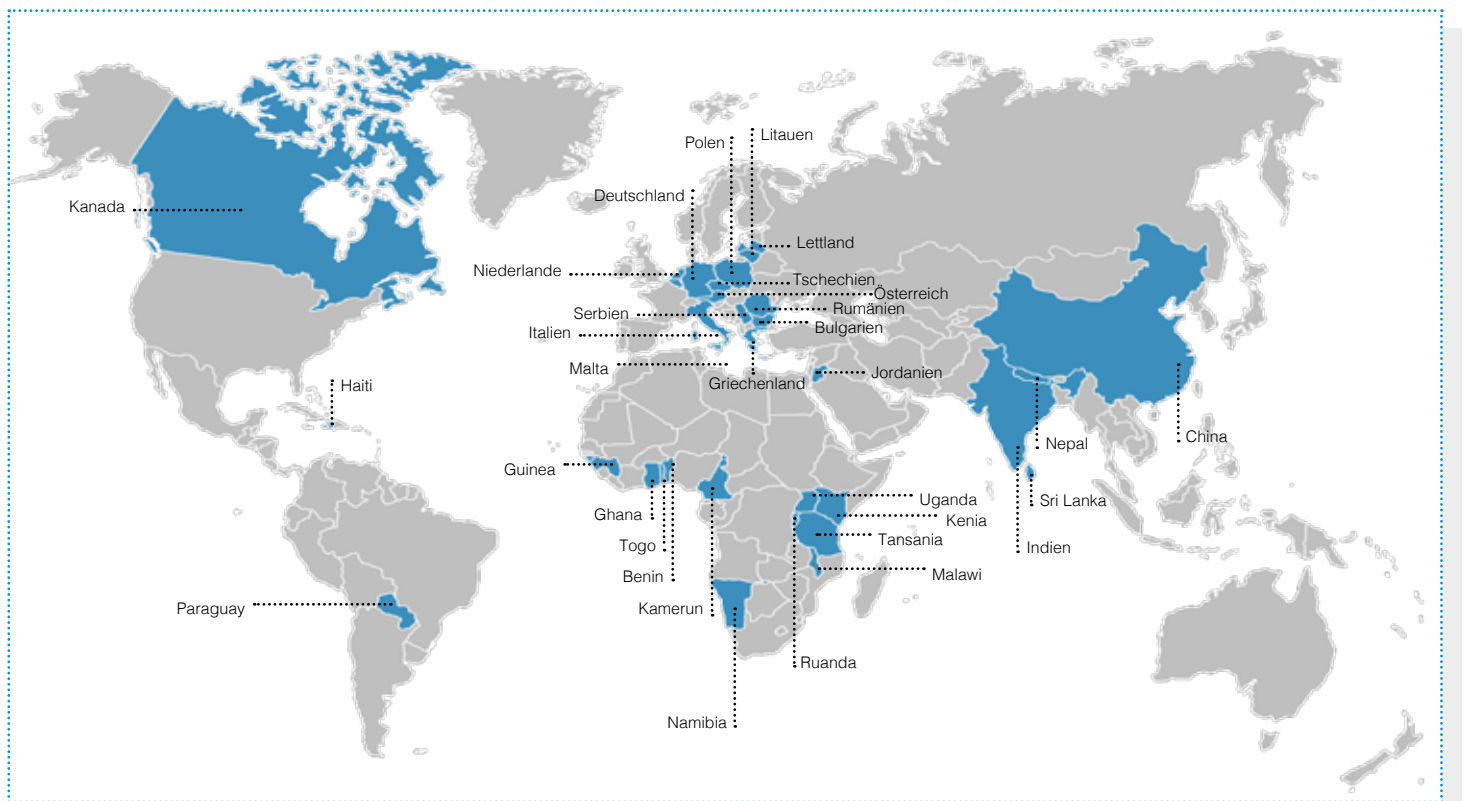 Litauen
Polen
Deutschland
Kanada
Lettland
Niederlande
Tschechien
Österreich
Rumänien
Serbien
Bulgarien
Italien
Malta
Jordanien
Griechenland
Haiti
China
Nepal
Guinea
Uganda
Sri Lanka
Ghana
Kenia
Tansania
Togo
Indien
Benin
Malawi
Kamerun
Paraguay
Ruanda
Namibia